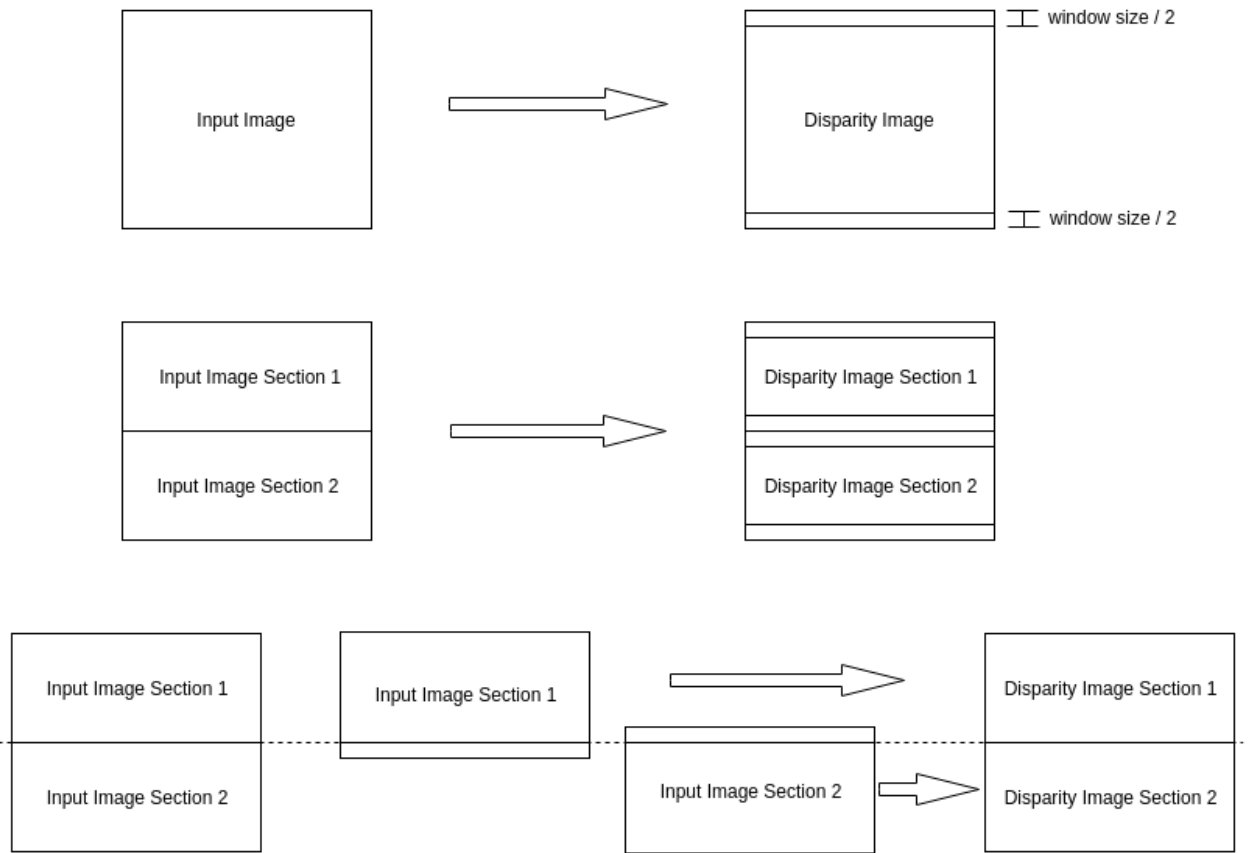 window size / 2
Input Image
Disparity Image
window size / 2
Input Image Section 1
Disparity Image Section 1
Input Image Section 2
Disparity Image Section 2
Input Image Section 1
Input Image Section 1
Disparity Image Section 1
Input Image Section 2
Input Image Section 2
Disparity Image Section 2